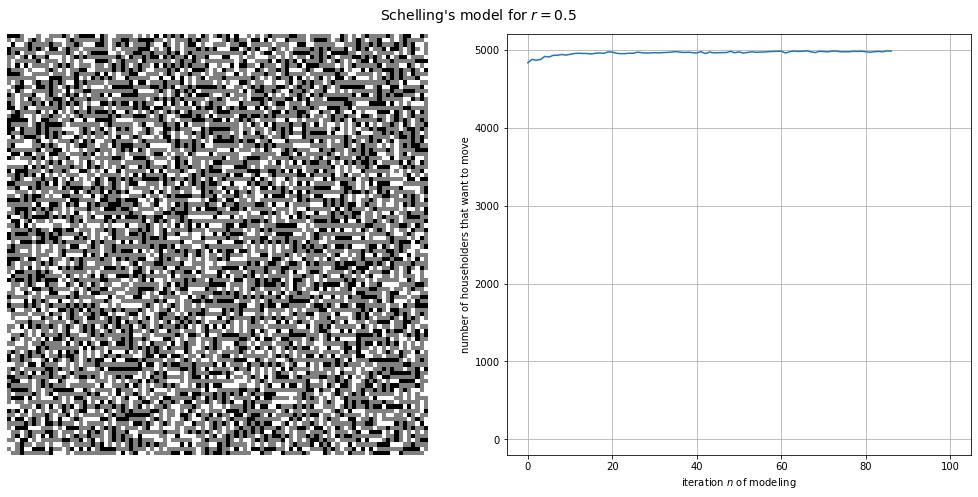 Schelling's model for r = 0.5
number of householders that want to move
5000
4000
3000
2000
1000
0
0 20 40 60 80 100
iteration n of modeling